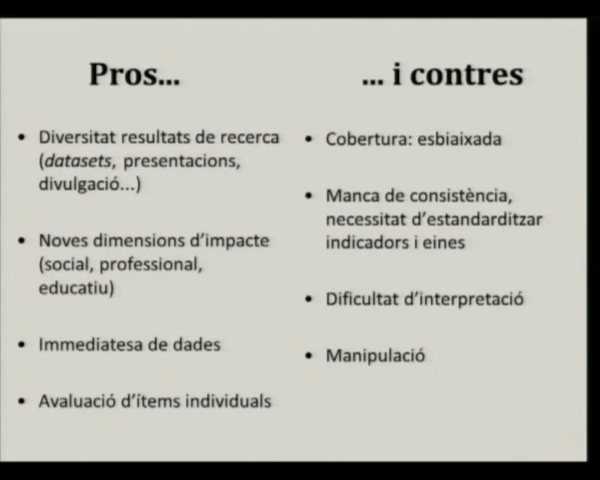 Pros...
• Diversitat resultats de recerca
(datasets, presentacions,
divulgació...)
• Noves dimensions d'impacte
(social, professional,
educatiu)
• Immediatesa de dades
• Avaluació d'ítems individuals
... i contres
• Cobertura: esbiaixada
• Manca de consistència,
necessitat d'estandarditzar
indicadors i eines
• Dificultat d'interpretació
• Manipulació